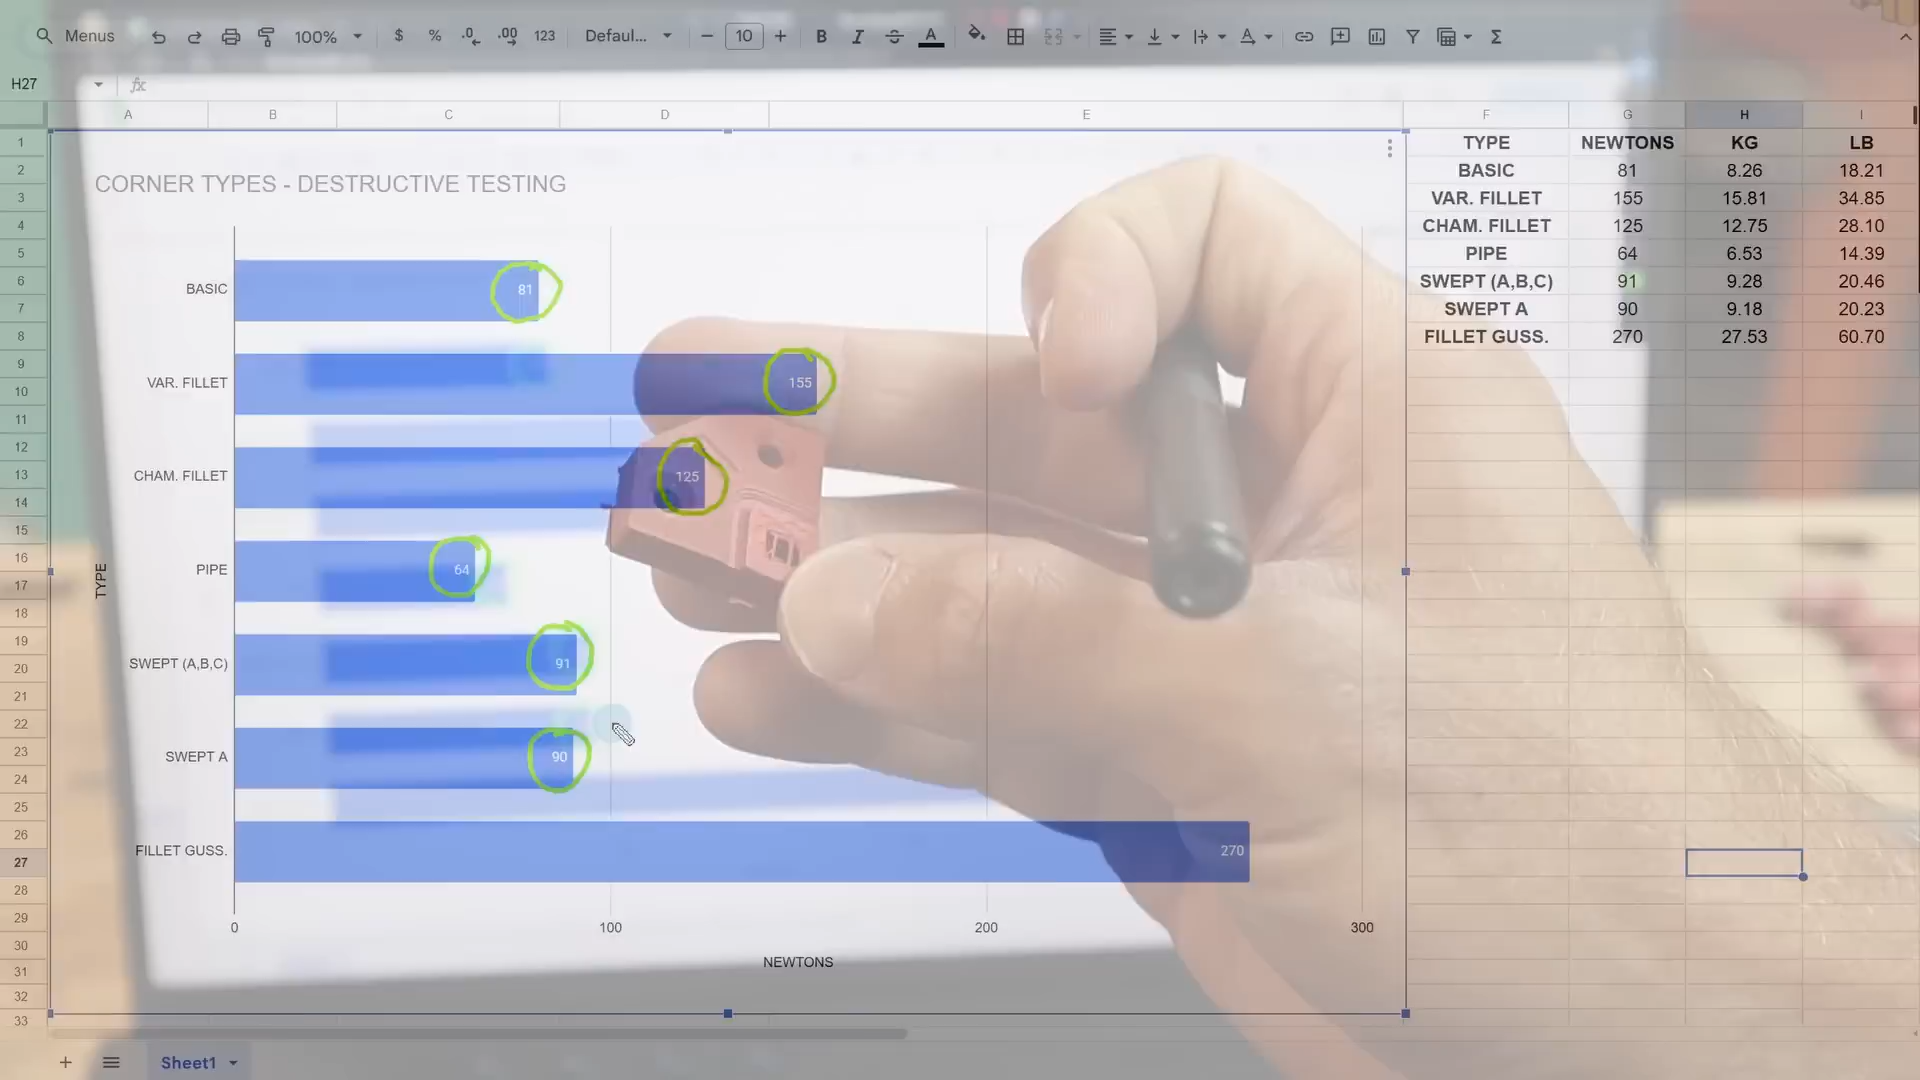 Menus 100% $ % .0 .00 123 Defaul... 10 B I A Σ
H27 fx
A B C D E F G H I
1 TYPE NEWTONS KG LB
2 BASIC 81 8.26 18.21
3 VAR. FILLET 155 15.81 34.85
4 CHAM. FILLET 125 12.75 28.10
5 PIPE 64 6.53 14.39
6 SWEPT (A,B,C) 91 9.28 20.46
7 SWEPT A 90 9.18 20.23
8 FILLET GUSS. 270 27.53 60.70
9
10
11
12
13
14
15
16
17
18
19
20
21
22
23
24
25
26
27
28
29
30
31
32
33
CORNER TYPES - DESTRUCTIVE TESTING
TYPE
BASIC 81
VAR. FILLET 155
CHAM. FILLET 125
PIPE 64
SWEPT (A,B,C) 91
SWEPT A 90
FILLET GUSS. 270
0 100 200 300
NEWTONS
+ Sheet1